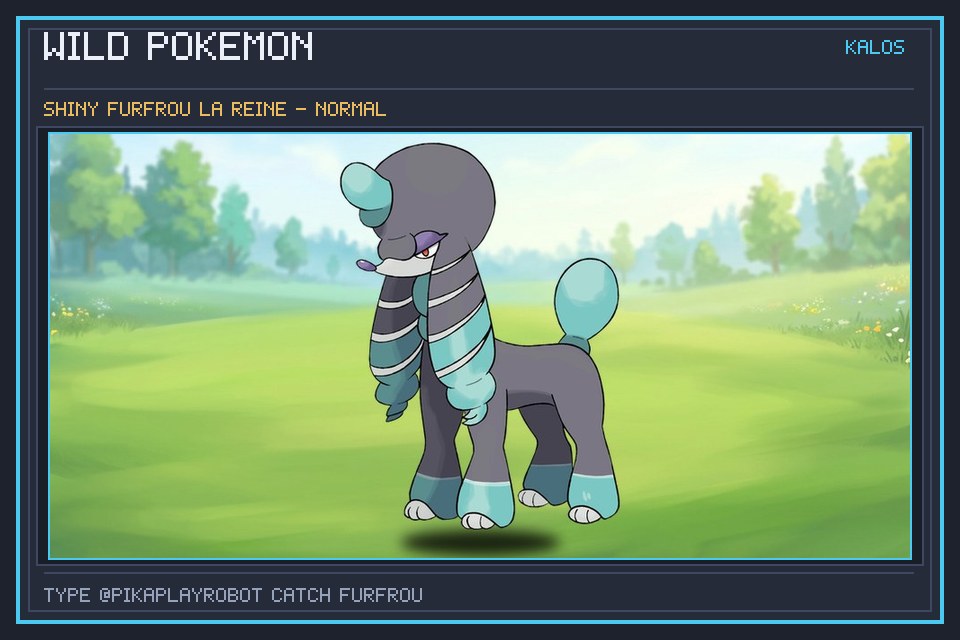 WILD POKEMON
KALOS
SHINY FURFROU LA REINE - NORMAL
TYPE @PIKAPLAYROBOT CATCH FURFROU